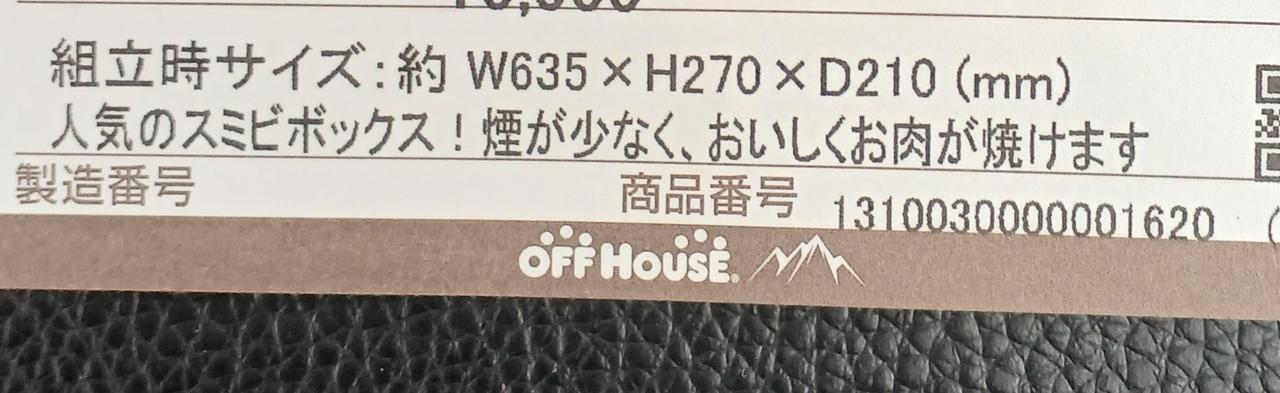 組立時サイズ:約 W635×H270×D210 (mm)
人気のスミビボックス!煙が少なく、おいしくお肉が焼けます
製造番号
商品番号 1310030000001620
OFF HOUSE